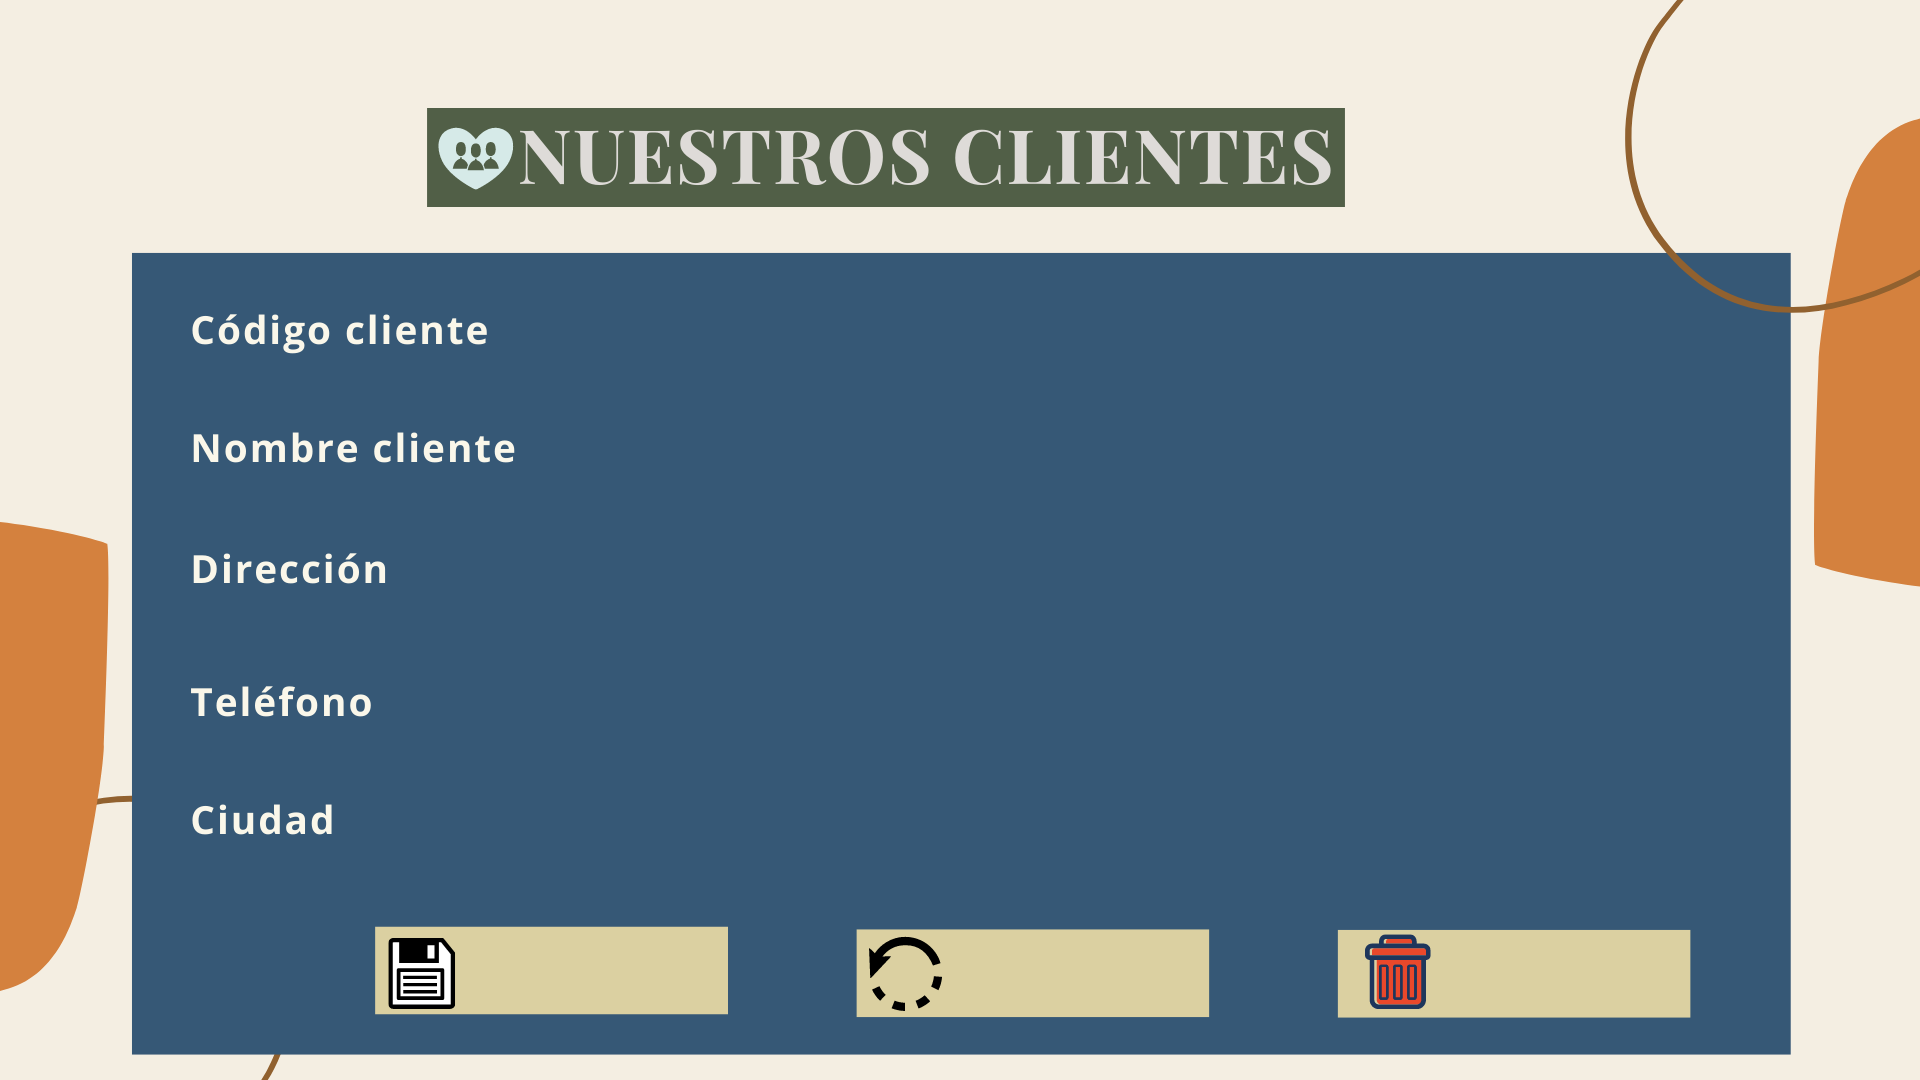 NUESTROS CLIENTES
Código cliente
Nombre cliente
Dirección
Teléfono
Ciudad